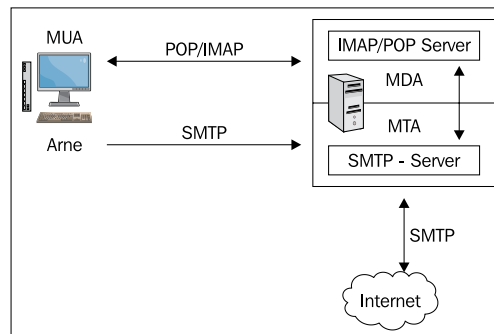 MUA
POP/IMAP
IMAP/POP Server
MDA
MTA
Arne
SMTP
SMTP - Server
SMTP
Internet